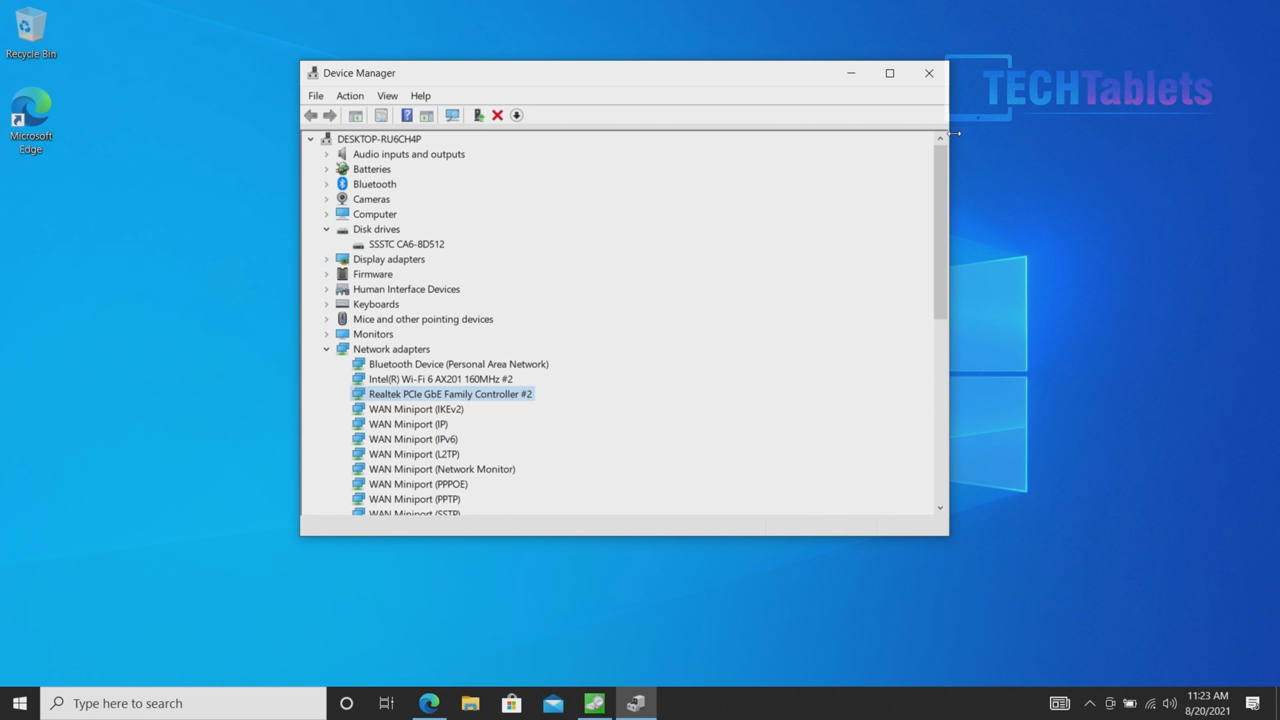 Recycle Bin
Microsoft
Edge
Device Manager
TECHTablets
File Action View Help
DESKTOP-RU6CH4P
Audio inputs and outputs
Batteries
Bluetooth
Cameras
Computer
Disk drives
SSSTC CA6-8D512
Display adapters
Firmware
Human Interface Devices
Keyboards
Mice and other pointing devices
Monitors
Network adapters
Bluetooth Device (Personal Area Network)
Intel(R) Wi-Fi 6 AX201 160MHz #2
Realtek PCIe GbE Family Controller #2
WAN Miniport (IKEv2)
WAN Miniport (IP)
WAN Miniport (IPv6)
WAN Miniport (L2TP)
WAN Miniport (Network Monitor)
WAN Miniport (PPPOE)
WAN Miniport (PPTP)
WAN Miniport (SSTP)
Type here to search
11:23 AM
8/20/2021